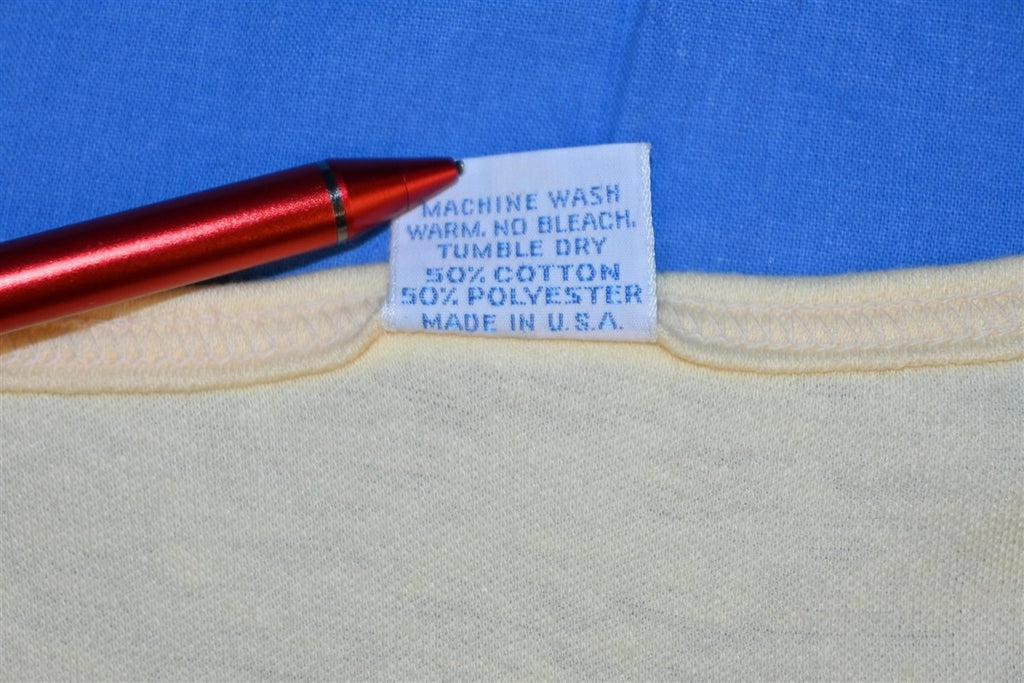 MACHINE WASH
WARM. NO BLEACH.
TUMBLE DRY
50% COTTON
50% POLYESTER
MADE IN U.S.A.